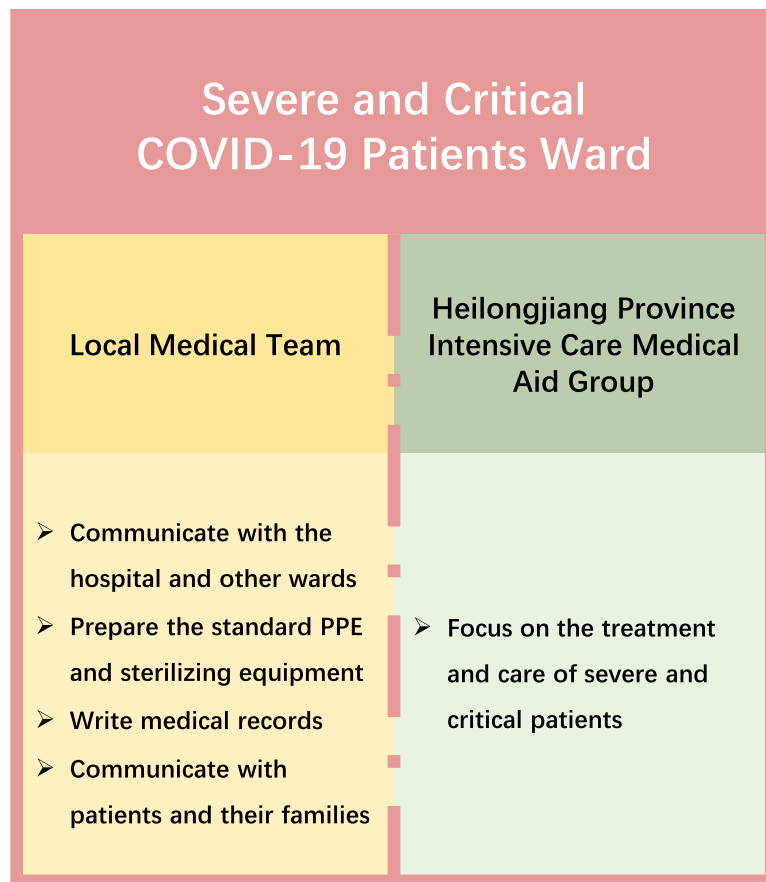 Severe and Critical
COVID-19 Patients Ward
Local Medical Team
Heilongjiang Province
Intensive Care Medical
Aid Group
➢ Communicate with the
hospital and other wards
➢ Prepare the standard PPE
and sterilizing equipment
➢ Write medical records
➢ Communicate with
patients and their families
➢ Focus on the treatment
and care of severe and
critical patients